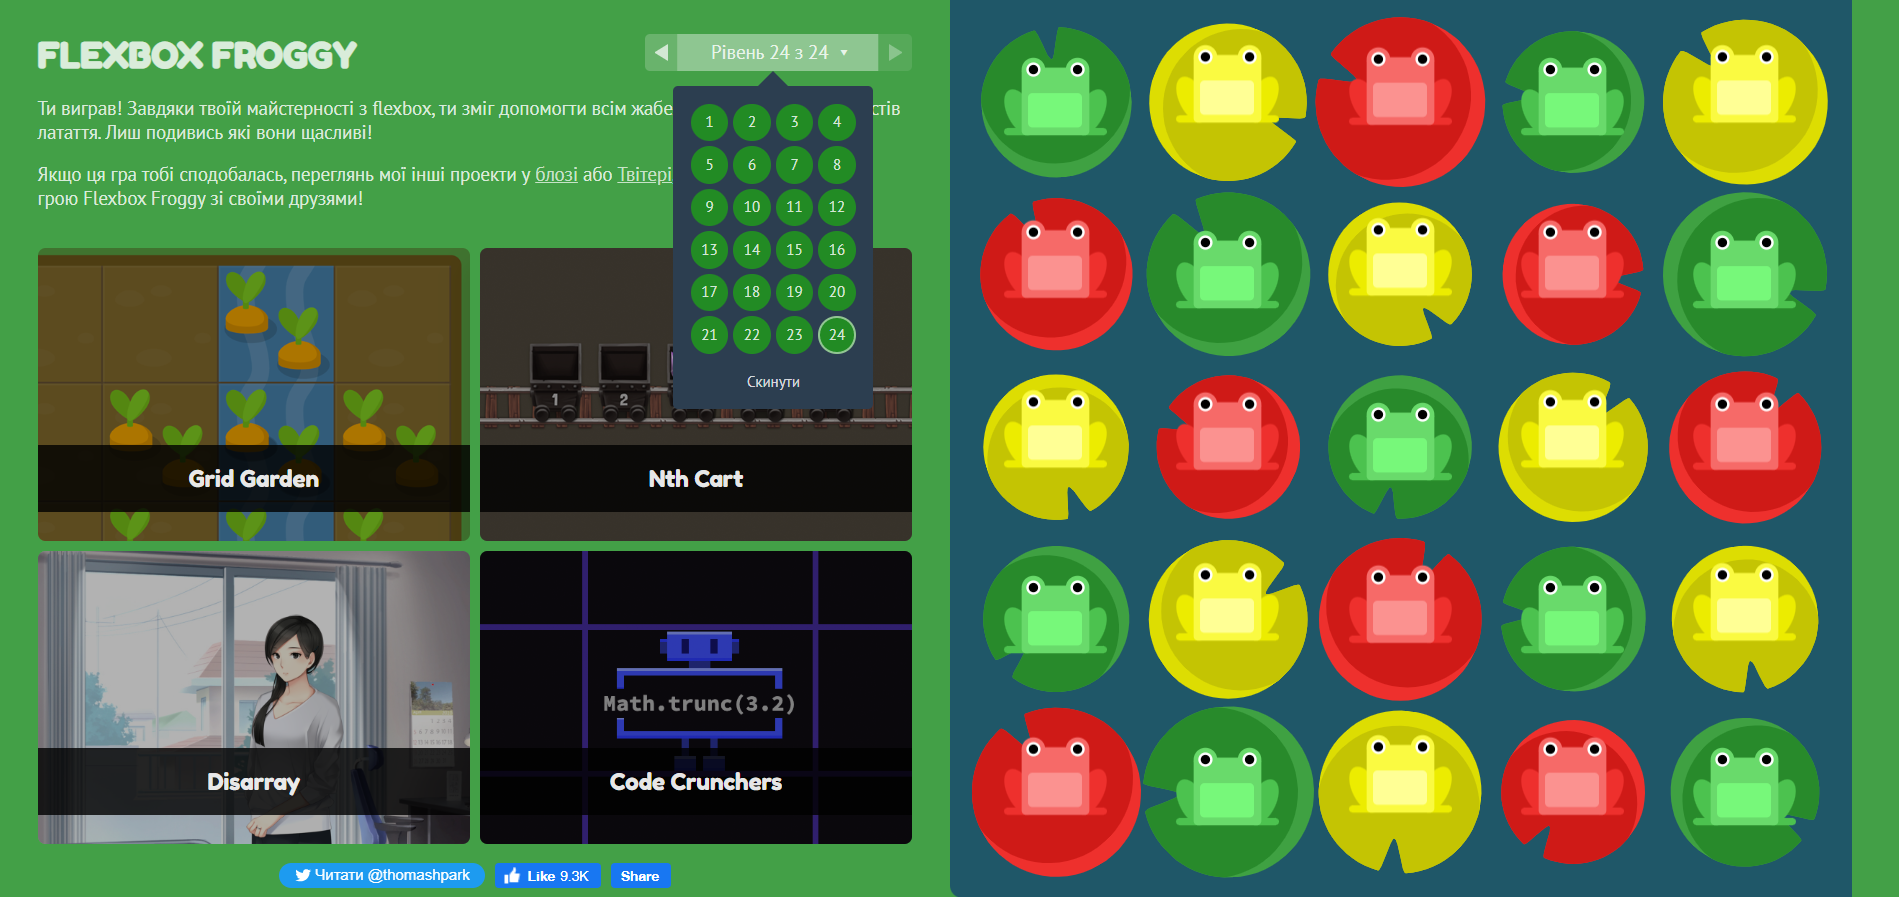 FLEXBOX FROGGY
Рівень 24 з 24
Ти виграв! Завдяки твоїй майстерності з flexbox, ти зміг допомогти всім жабе стів
латаття. Лиш подивись які вони щасливі!
Якщо ця гра тобі сподобалась, переглянь мої інші проекти у блозі або Твітері
грою Flexbox Froggy зі своїми друзями!
1 2 3 4
5 6 7 8
9 10 11 12
13 14 15 16
17 18 19 20
21 22 23 24
Скинути
1 2
Grid Garden
Nth Cart
Math.trunc(3.2)
Disarray
Code Crunchers
Читати @thomashpark
Like 9.3K
Share